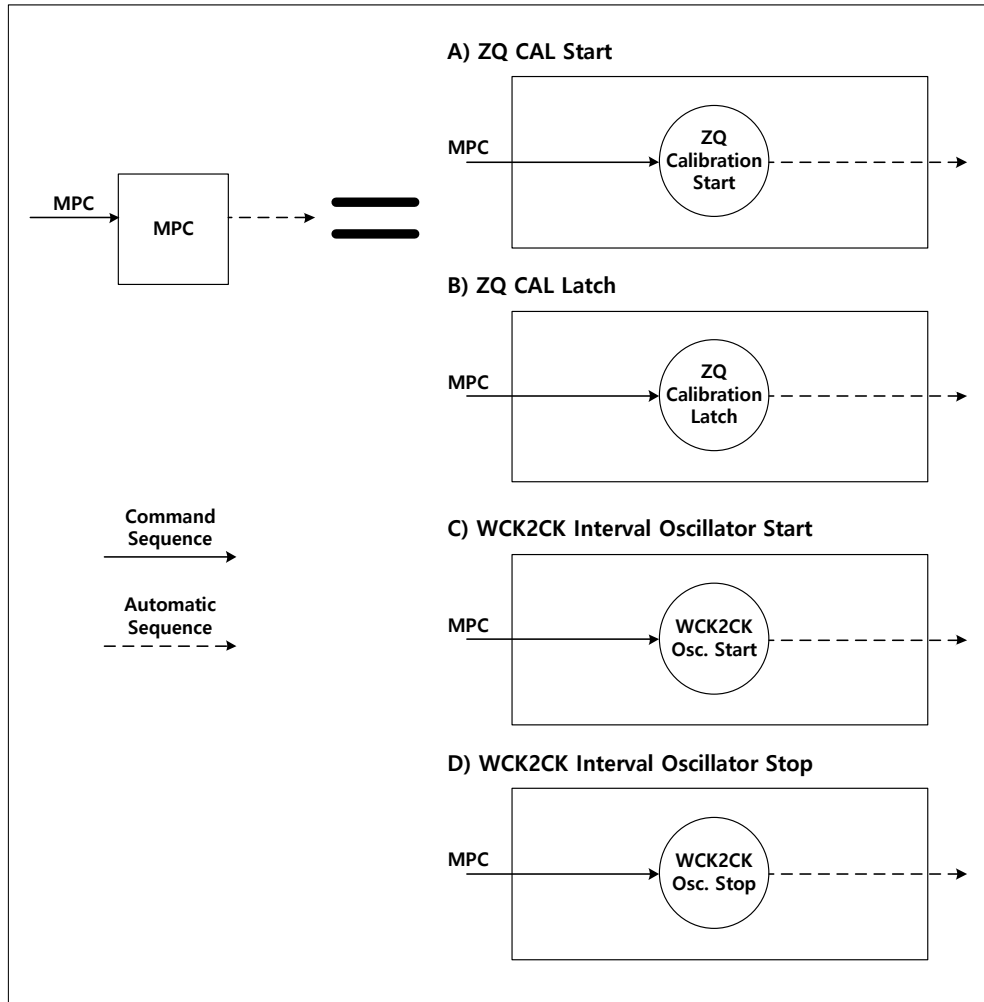 A) ZQ CAL Start
MPC
ZQ
Calibration
Start
MPC
MPC
B) ZQ CAL Latch
MPC
ZQ
Calibration
Latch
Command
Sequence
Automatic
Sequence
C) WCK2CK Interval Oscillator Start
MPC
WCK2CK
Osc. Start
D) WCK2CK Interval Oscillator Stop
MPC
WCK2CK
Osc. Stop